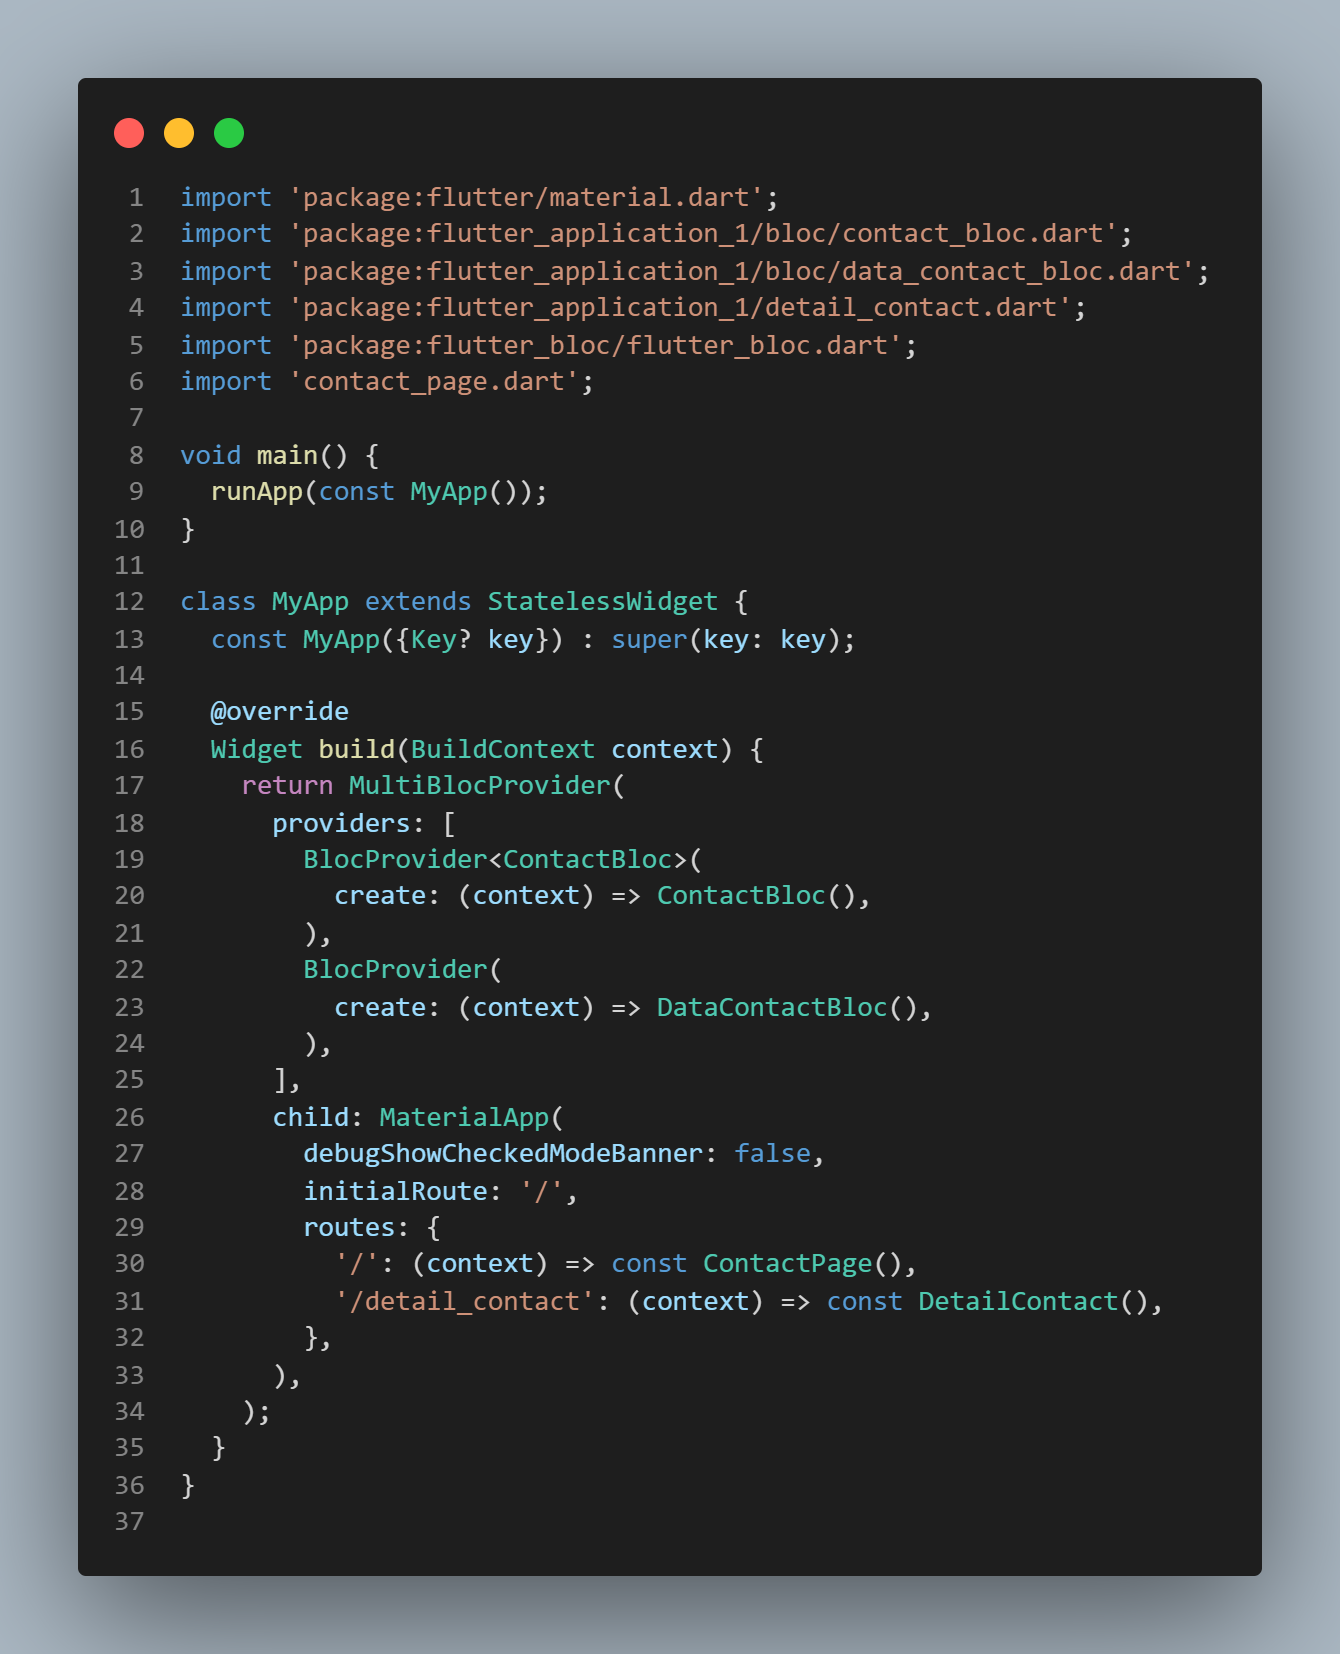 1 import 'package:flutter/material.dart';
2 import 'package:flutter_application_1/bloc/contact_bloc.dart';
3 import 'package:flutter_application_1/bloc/data_contact_bloc.dart';
4 import 'package:flutter_application_1/detail_contact.dart';
5 import 'package:flutter_bloc/flutter_bloc.dart';
6 import 'contact_page.dart';
7
8 void main() {
9   runApp(const MyApp());
10 }
11
12 class MyApp extends StatelessWidget {
13   const MyApp({Key? key}) : super(key: key);
14
15   @override
16   Widget build(BuildContext context) {
17     return MultiBlocProvider(
18       providers: [
19         BlocProvider<ContactBloc>(
20           create: (context) => ContactBloc(),
21         ),
22         BlocProvider(
23           create: (context) => DataContactBloc(),
24         ),
25       ],
26       child: MaterialApp(
27         debugShowCheckedModeBanner: false,
28         initialRoute: '/',
29         routes: {
30           '/': (context) => const ContactPage(),
31           '/detail_contact': (context) => const DetailContact(),
32         },
33       ),
34     );
35   }
36 }
37